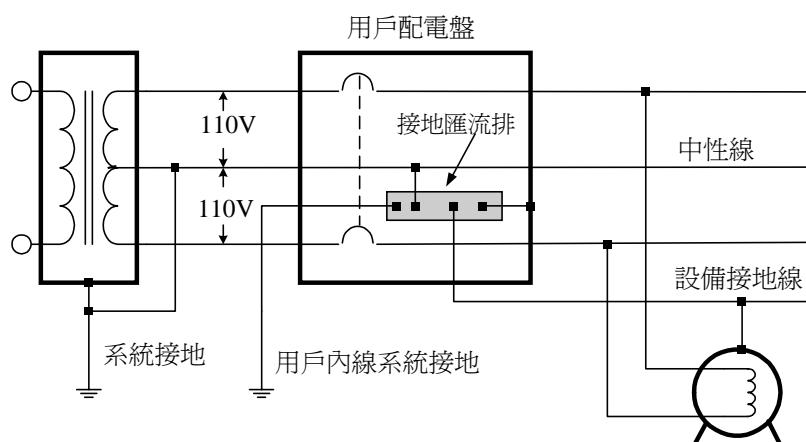 用戶配電盤
110V
接地匯流排
中性線
110V
設備接地線
系統接地
用戶內線系統接地